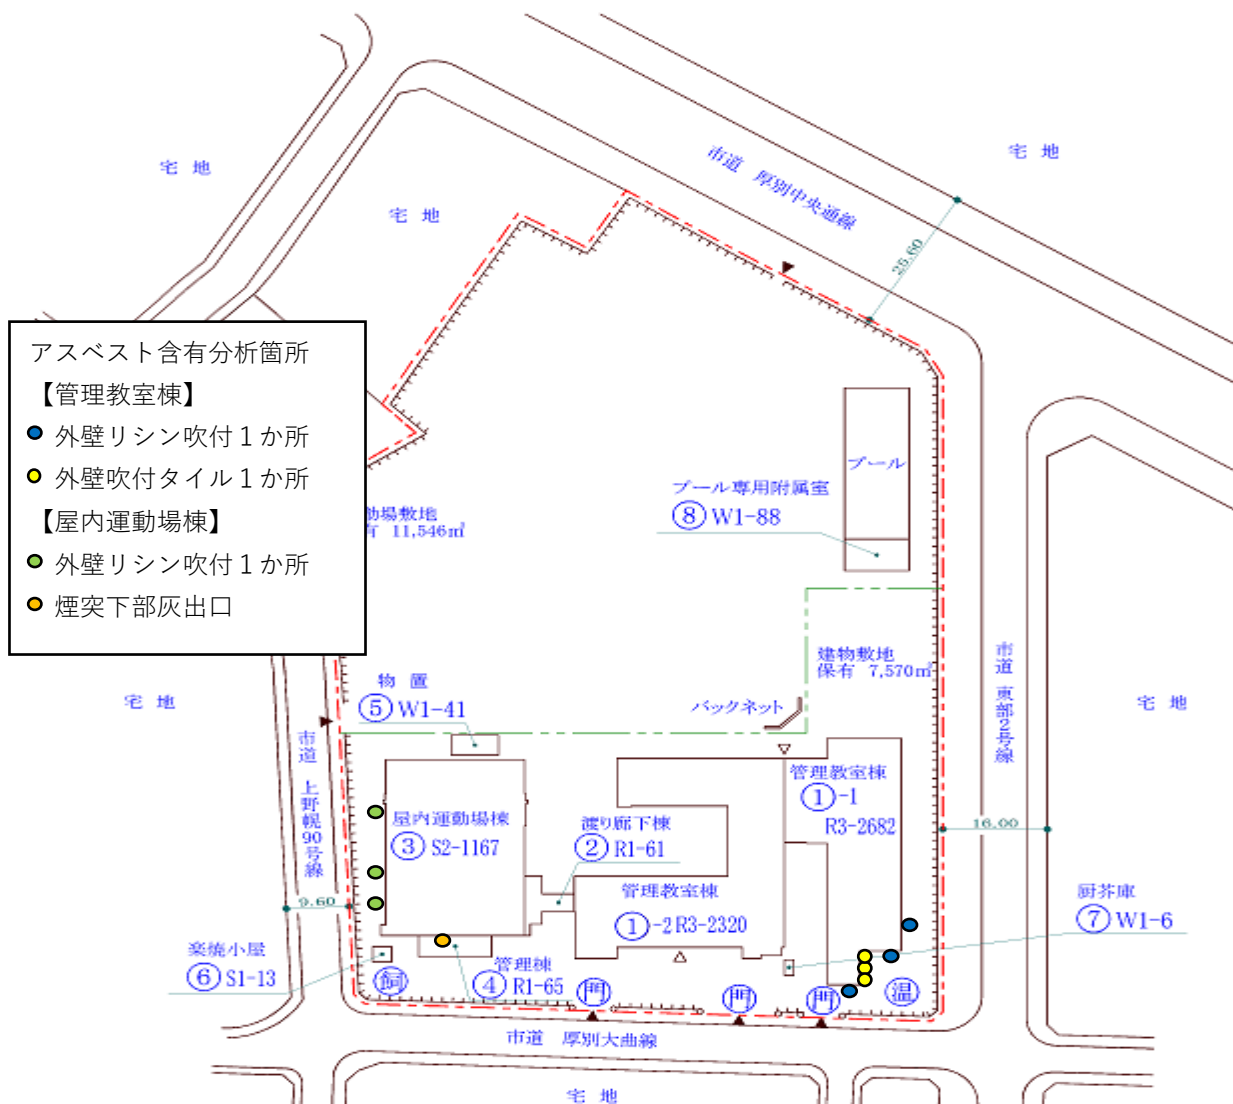 宅 地
宅 地
宅 地
市道 厚別中央通線
25.60
アスベスト含有分析箇所
【管理教室棟】
外壁リシン吹付１か所
外壁吹付タイル１か所
【屋内運動場棟】
外壁リシン吹付１か所
煙突下部灰出口
動場敷地
有 11,546㎡
プール
プール専用附属室
⑧ W1-88
建物敷地
保有 7,570㎡
市道 東部2号線
宅 地
宅 地
物 置
⑤ W1-41
バックネット
市道 上野幌90号線
管理教室棟
①-1
R3-2682
屋内運動場棟
③ S2-1167
渡り廊下棟
② R1-61
16.00
管理教室棟
①-2 R3-2320
9.60
厨芥庫
⑦ W1-6
楽焼小屋
⑥ S1-13
管理棟
④ R1-65
飼
門
門
門
温
市道 厚別大曲線
宅 地